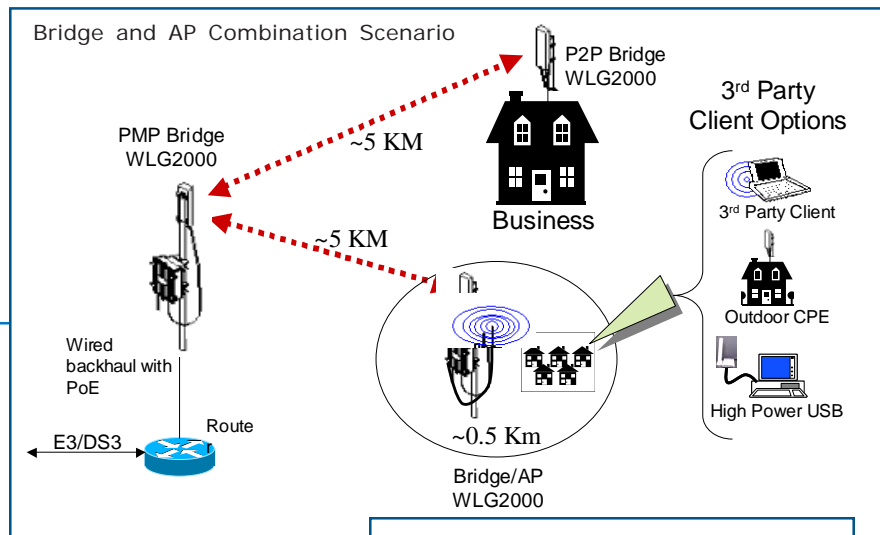 Bridge and AP Combination Scenario
P2P Bridge
WLG2000
3rd Party
Client Options
PMP Bridge
WLG2000
~5 KM
Business
3rd Party Client
~5 KM
Outdoor CPE
Wired
backhaul with
PoE
High Power USB
Route
r
E3/DS3
~0.5 Km
Bridge/AP
WLG2000